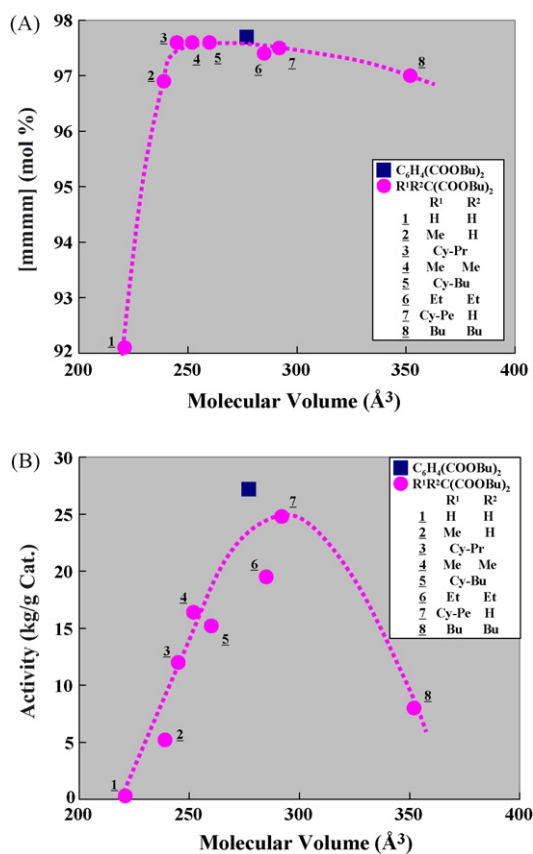 (A)
98
97
96
95
94
93
92
[mmmm] (mol %)
200
250
300
350
400
Molecular Volume (Å³)
1
2
3
4
5
6
7
8
C₆H₄(COOBu)₂
R¹R²C(COOBu)₂
R¹ R²
1 H H
2 Me H
3 Cy-Pr
4 Me Me
5 Cy-Bu
6 Et Et
7 Cy-Pe H
8 Bu Bu
(B)
30
25
20
15
10
5
0
Activity (kg/g Cat.)
200
250
300
350
400
Molecular Volume (Å³)
1
2
3
4
5
6
7
8
C₆H₄(COOBu)₂
R¹R²C(COOBu)₂
R¹ R²
1 H H
2 Me H
3 Cy-Pr
4 Me Me
5 Cy-Bu
6 Et Et
7 Cy-Pe H
8 Bu Bu